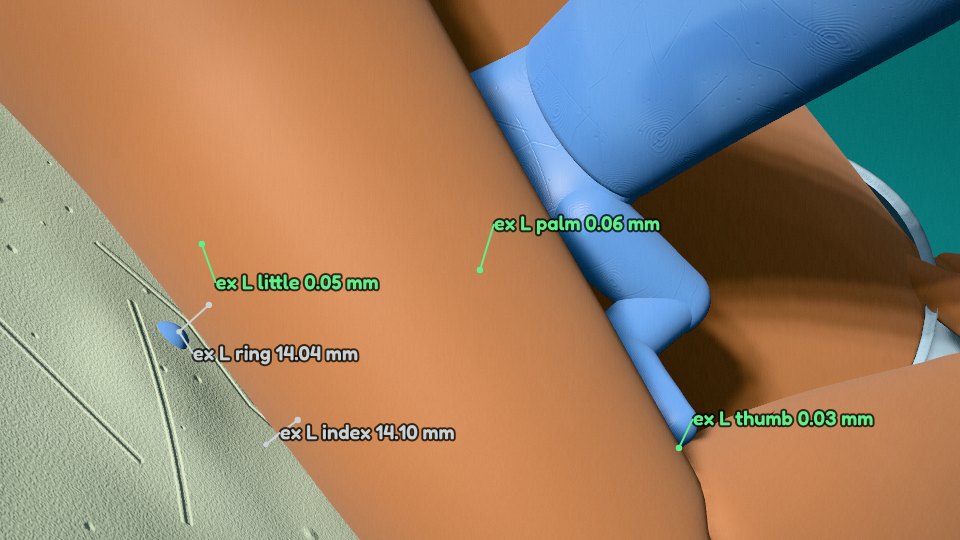 ex L palm 0.06 mm
ex L little 0.05 mm
ex L ring 14.04 mm
ex L thumb 0.03 mm
ex L index 14.10 mm